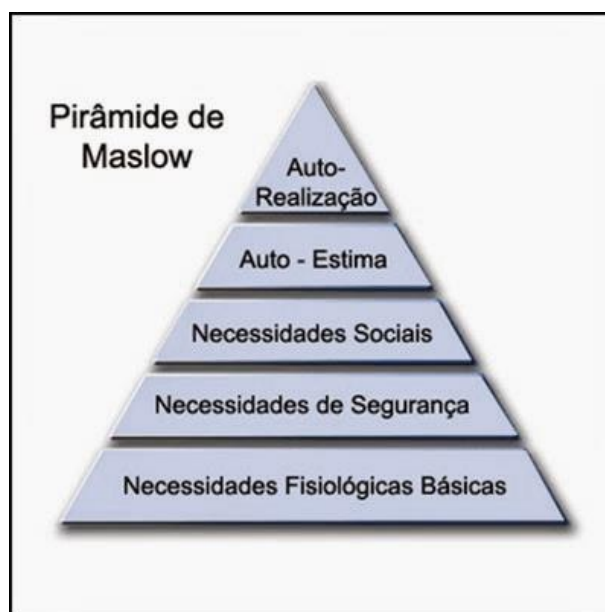 Pirâmide de
Maslow
Auto-
Realização
Auto - Estima
Necessidades Sociais
Necessidades de Segurança
Necessidades Fisiológicas Básicas